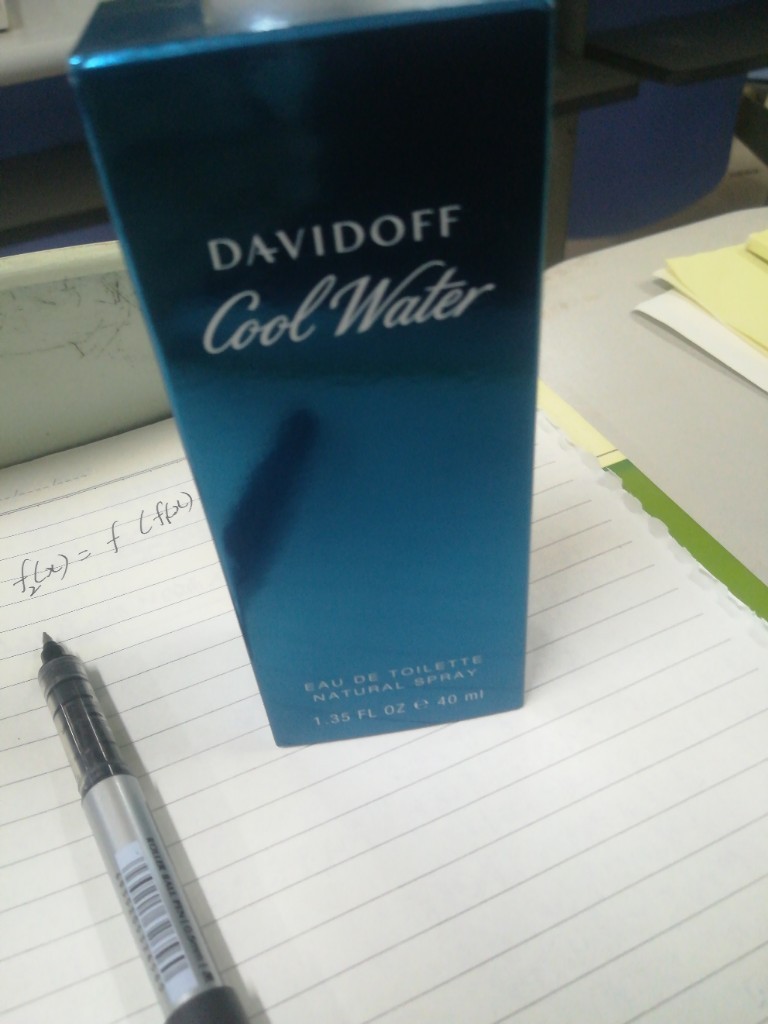 DAVIDOFF
Cool Water
f₂(x) = f (f(x)
EAU DE TOILETTE
NATURAL SPRAY
1.35 FL OZ ℮ 40 ml